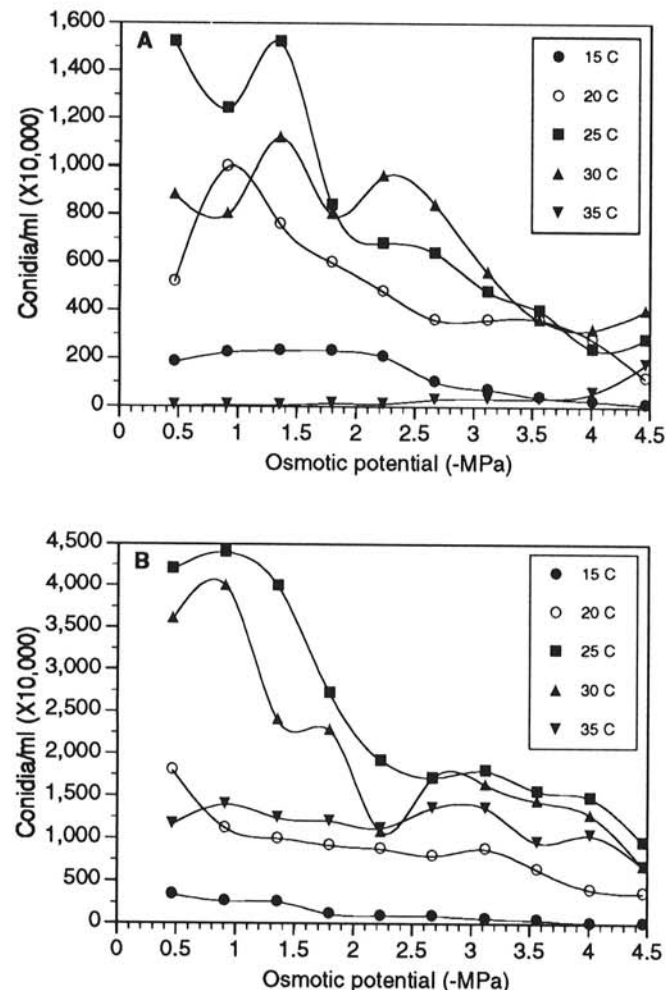 A
1,600
1,400
1,200
1,000
800
600
400
200
0
Conidia/ml (X10,000)
15 C
20 C
25 C
30 C
35 C
0 0.5 1 1.5 2 2.5 3 3.5 4.0 4.5
Osmotic potential (-MPa)
B
4,500
4,000
3,500
3,000
2,500
2,000
1,500
1,000
500
0
Conidia/ml (X10,000)
15 C
20 C
25 C
30 C
35 C
0 0.5 1 1.5 2 2.5 3 3.5 4.0 4.5
Osmotic potential (-MPa)